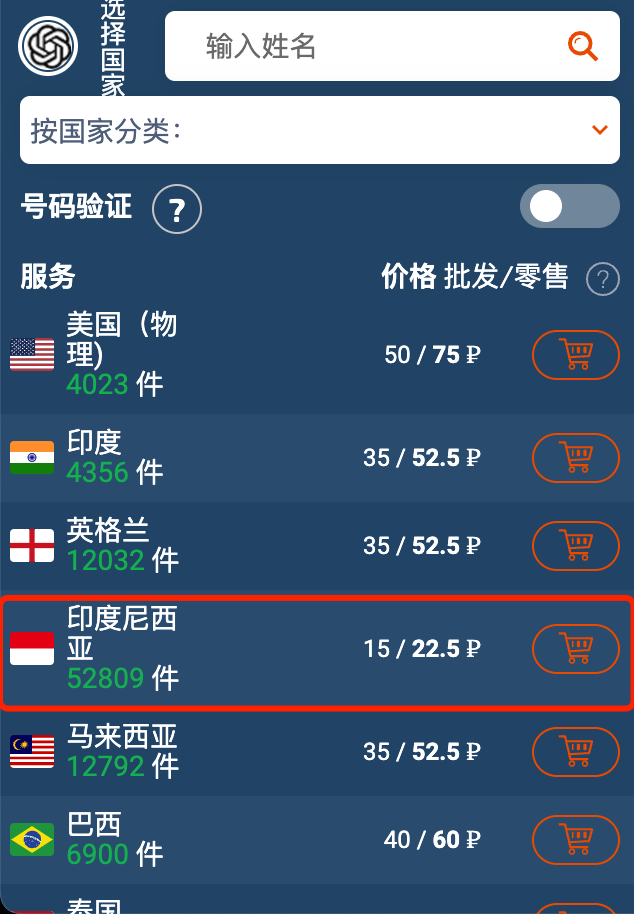 选择国家
输入姓名
按国家分类:
号码验证 ?
服务 价格 批发/零售 ?
美国（物
理)
4023 件
50 / 75 ₽
印度
4356 件
35 / 52.5 ₽
英格兰
12032 件
35 / 52.5 ₽
印度尼西
亚
52809 件
15 / 22.5 ₽
马来西亚
12792 件
35 / 52.5 ₽
巴西
6900 件
40 / 60 ₽
泰国